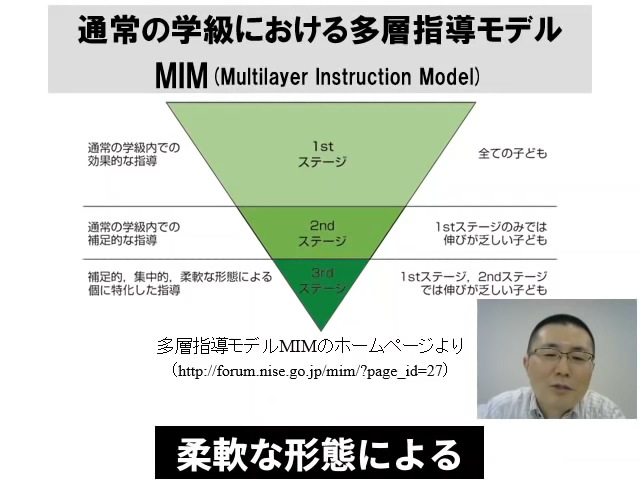 通常の学級における多層指導モデル
MIM（Multilayer Instruction Model）
通常の学級内での
効果的な指導
1st
ステージ
全ての子ども
通常の学級内での
補足的な指導
2nd
ステージ
1stステージのみでは
伸びが乏しい子ども
補足的，集中的，柔軟な形態による
個に特化した指導
3rd
ステージ
1stステージ，2ndステージ
では伸びが乏しい子ども
多層指導モデルMIMのホームページより
（http://forum.nise.go.jp/mim/?page_id=27）
柔軟な形態による